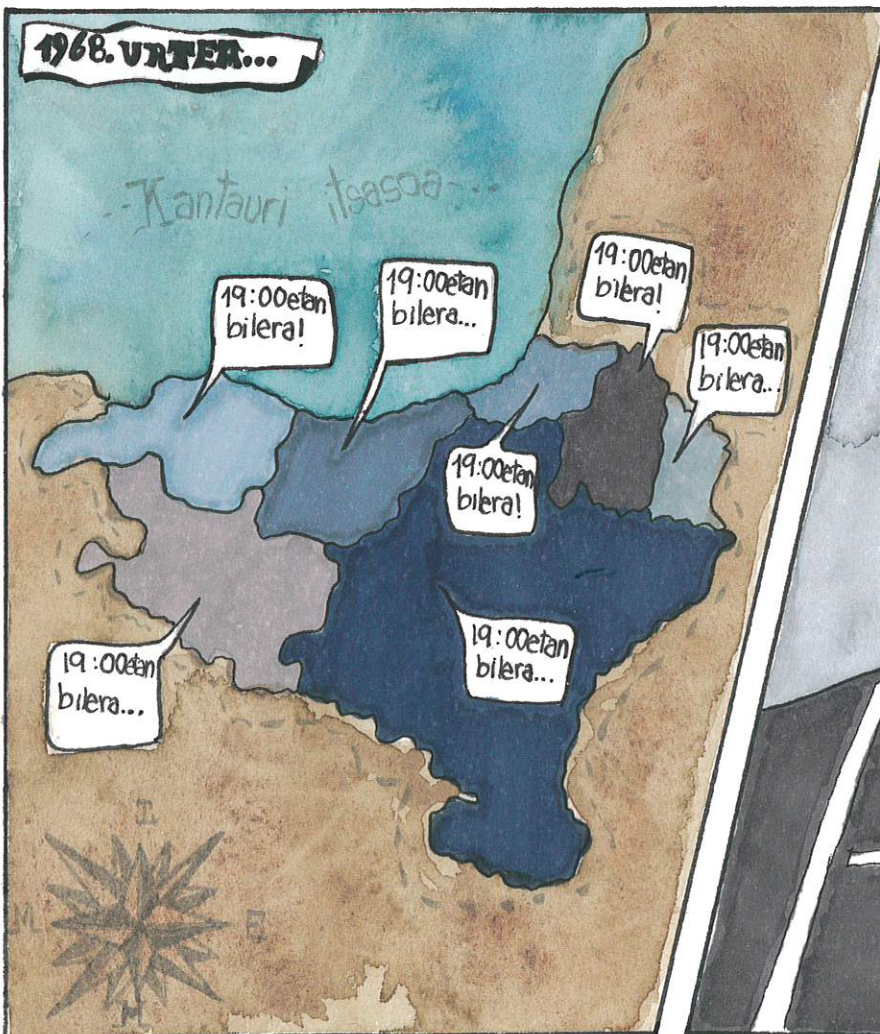 1968. URTEA...
--Kantauri itsasoa--..
19:00etan
bilera!
19:00etan
bilera...
19:00etan
bilera!
19:00etan
bilera...
19:00etan
bilera!
19:00etan
bilera...
19:00etan
bilera...
I
M
E
H